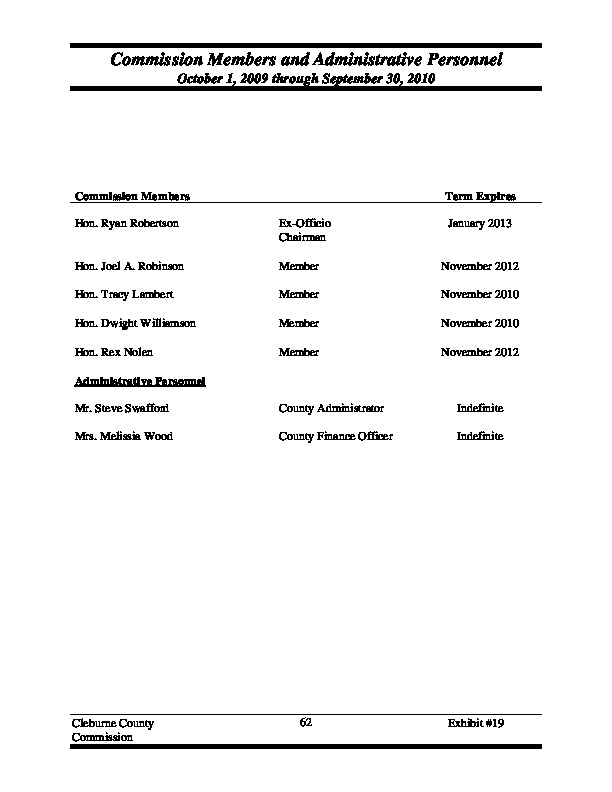 Commission Members and Administrative Personnel
October 1, 2009 through September 30, 2010
Commission Members Term Expires
Hon. Ryan Robertson Ex-Officio January 2013
Chairman
Hon. Joel A. Robinson Member November 2012
Hon. Tracy Lambert Member November 2010
Hon. Dwight Williamson Member November 2010
Hon. Rex Nolen Member November 2012
Administrative Personnel
Mr. Steve Swafford County Administrator Indefinite
Mrs. Melissia Wood County Finance Officer Indefinite
Cleburne County 62 Exhibit #19
Commission